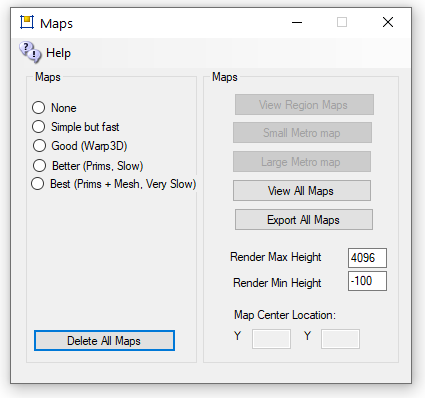 Maps
Help
Maps
None
Simple but fast
Good (Warp3D)
Better (Prims, Slow)
Best (Prims + Mesh, Very Slow)
Delete All Maps
Maps
View Region Maps
Small Metro map
Large Metro map
View All Maps
Export All Maps
Render Max Height 4096
Render Min Height -100
Map Center Location:
Y Y